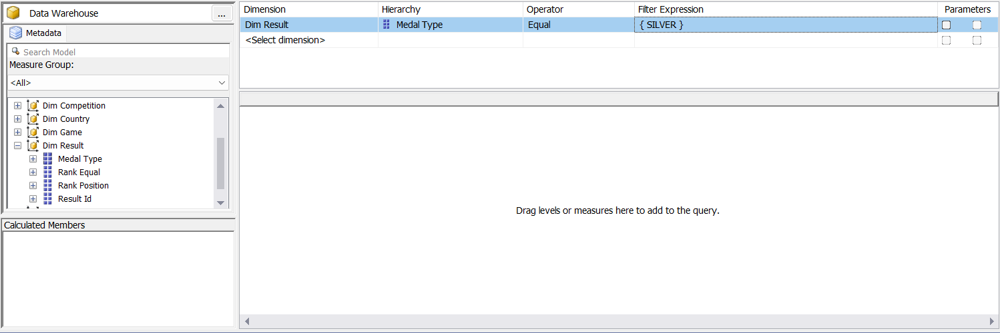 Data Warehouse
...
Metadata
Search Model
Measure Group:
<All>
Dim Competition
Dim Country
Dim Game
Dim Result
Medal Type
Rank Equal
Rank Position
Result Id
Calculated Members
Dimension Hierarchy Operator Filter Expression Parameters
Dim Result Medal Type Equal { SILVER }
<Select dimension>
Drag levels or measures here to add to the query.